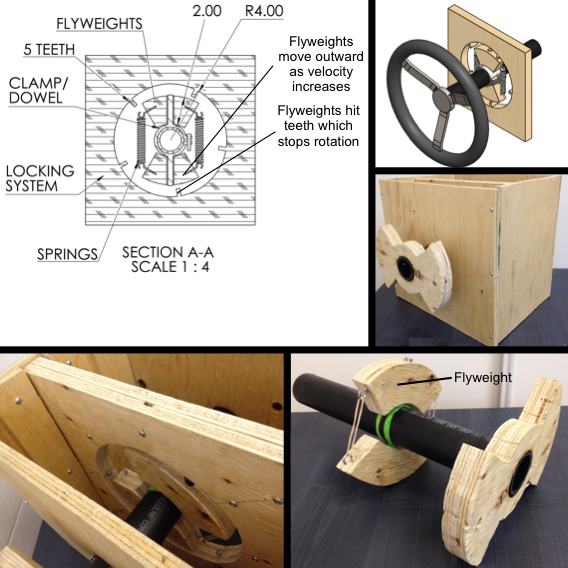 2.00
R4.00
FLYWEIGHTS
5 TEETH
CLAMP/
DOWEL
LOCKING
SYSTEM
SPRINGS
SECTION A-A
SCALE 1 : 4
Flyweights
move outward
as velocity
increases
Flyweights hit
teeth which
stops rotation
Flyweight